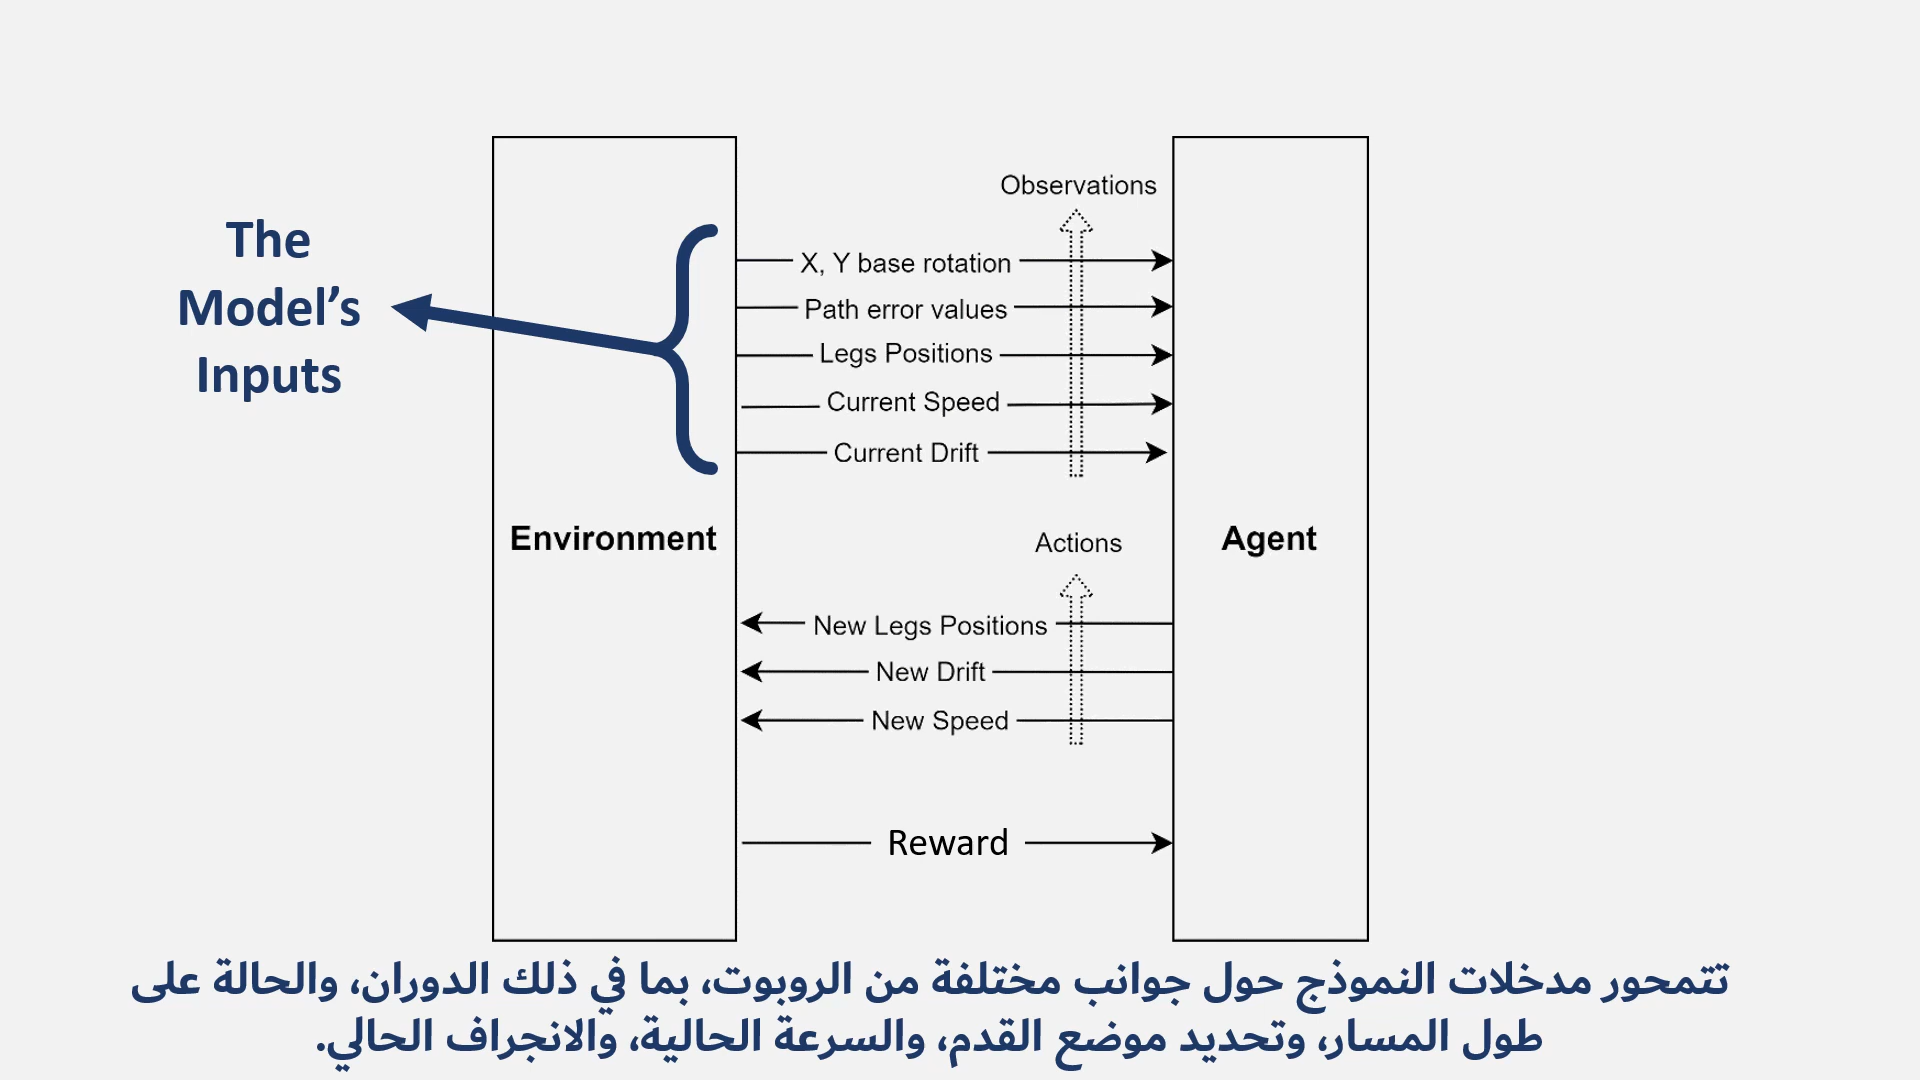 The
Model’s
Inputs
Observations
X, Y base rotation
Path error values
Legs Positions
Current Speed
Current Drift
Environment
Actions
Agent
New Legs Positions
New Drift
New Speed
Reward
تتمحور مدخلات النموذج حول جوانب مختلفة من الروبوت، بما في ذلك الدوران، والحالة على
طول المسار، وتحديد موضع القدم، والسرعة الحالية، والانجراف الحالي.